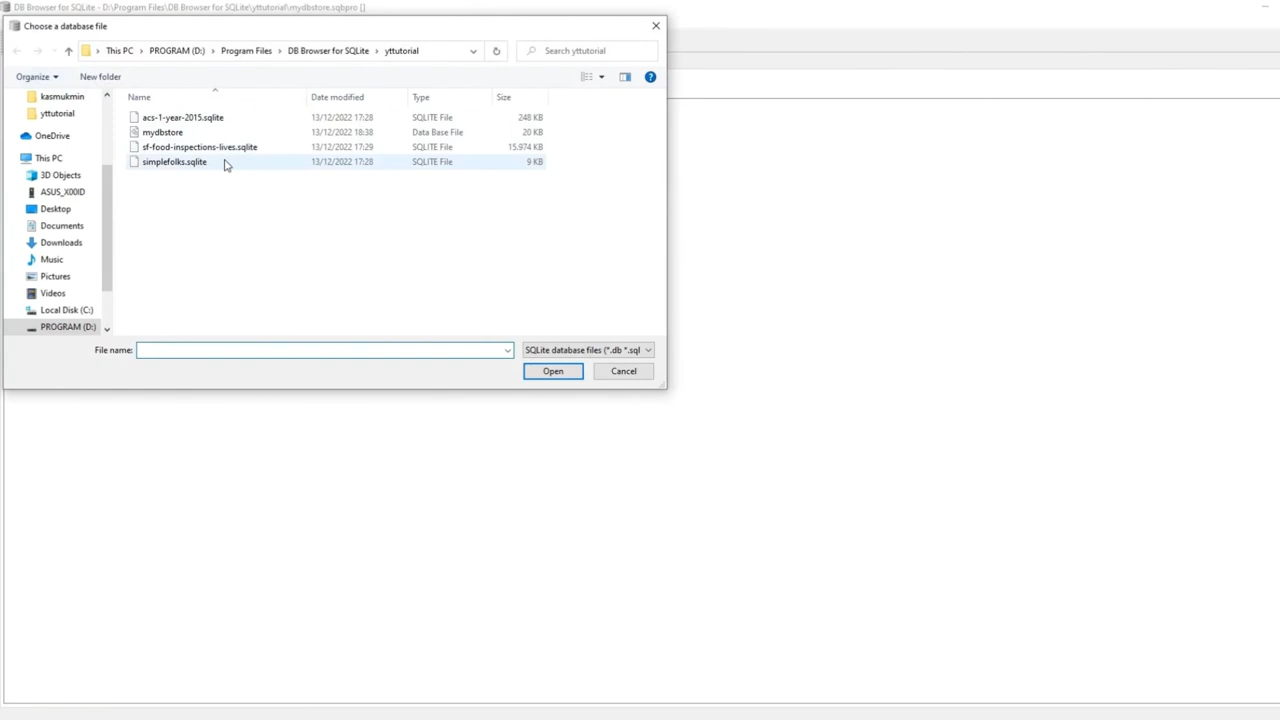 DB Browser for SQLite - D:\Program Files\DB Browser for SQLite\yttutorial\mydbstore.sqbpro []
Choose a database file
This PC > PROGRAM (D:) > Program Files > DB Browser for SQLite > yttutorial
Search yttutorial
Organize
New folder
Name Date modified Type Size
acs-1-year-2015.sqlite 13/12/2022 17:28 SQLITE File 248 KB
mydbstore 13/12/2022 18:38 Data Base File 20 KB
sf-food-inspections-lives.sqlite 13/12/2022 17:29 SQLITE File 15.974 KB
simplefolks.sqlite 13/12/2022 17:28 SQLITE File 9 KB
kasmukmin
yttutorial
OneDrive
This PC
3D Objects
ASUS_X00ID
Desktop
Documents
Downloads
Music
Pictures
Videos
Local Disk (C:)
PROGRAM (D:)
File name:
SQLite database files (*.db *.sql
Open
Cancel